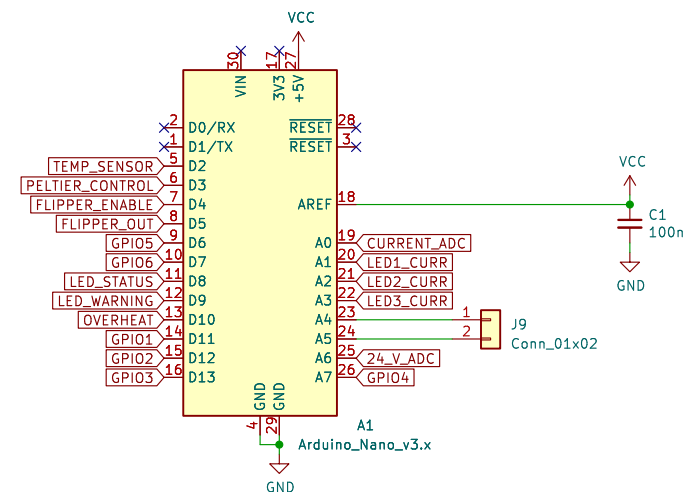 VCC
30
17
27
VIN
3V3
+5V
2 D0/RX RESET 28
1 D1/TX RESET 3
TEMP_SENSOR 5 D2
PELTIER_CONTROL 6 D3
FLIPPER_ENABLE 7 D4 AREF 18
FLIPPER_OUT 8 D5
GPIO5 9 D6 A0 19 CURRENT_ADC
GPIO6 10 D7 A1 20 LED1_CURR
LED_STATUS 11 D8 A2 21 LED2_CURR
LED_WARNING 12 D9 A3 22 LED3_CURR
OVERHEAT 13 D10 A4 23 1
GPIO1 14 D11 A5 24 2
GPIO2 15 D12 A6 25 24_V_ADC
GPIO3 16 D13 A7 26 GPIO4
GND
GND
4
29
A1
Arduino_Nano_v3.x
GND
VCC
C1
100n
GND
J9
Conn_01x02